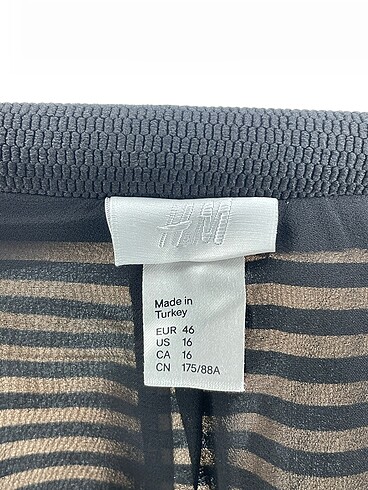 H&M
Made in
Turkey
EUR 46
US 16
CA 16
CN 175/88A